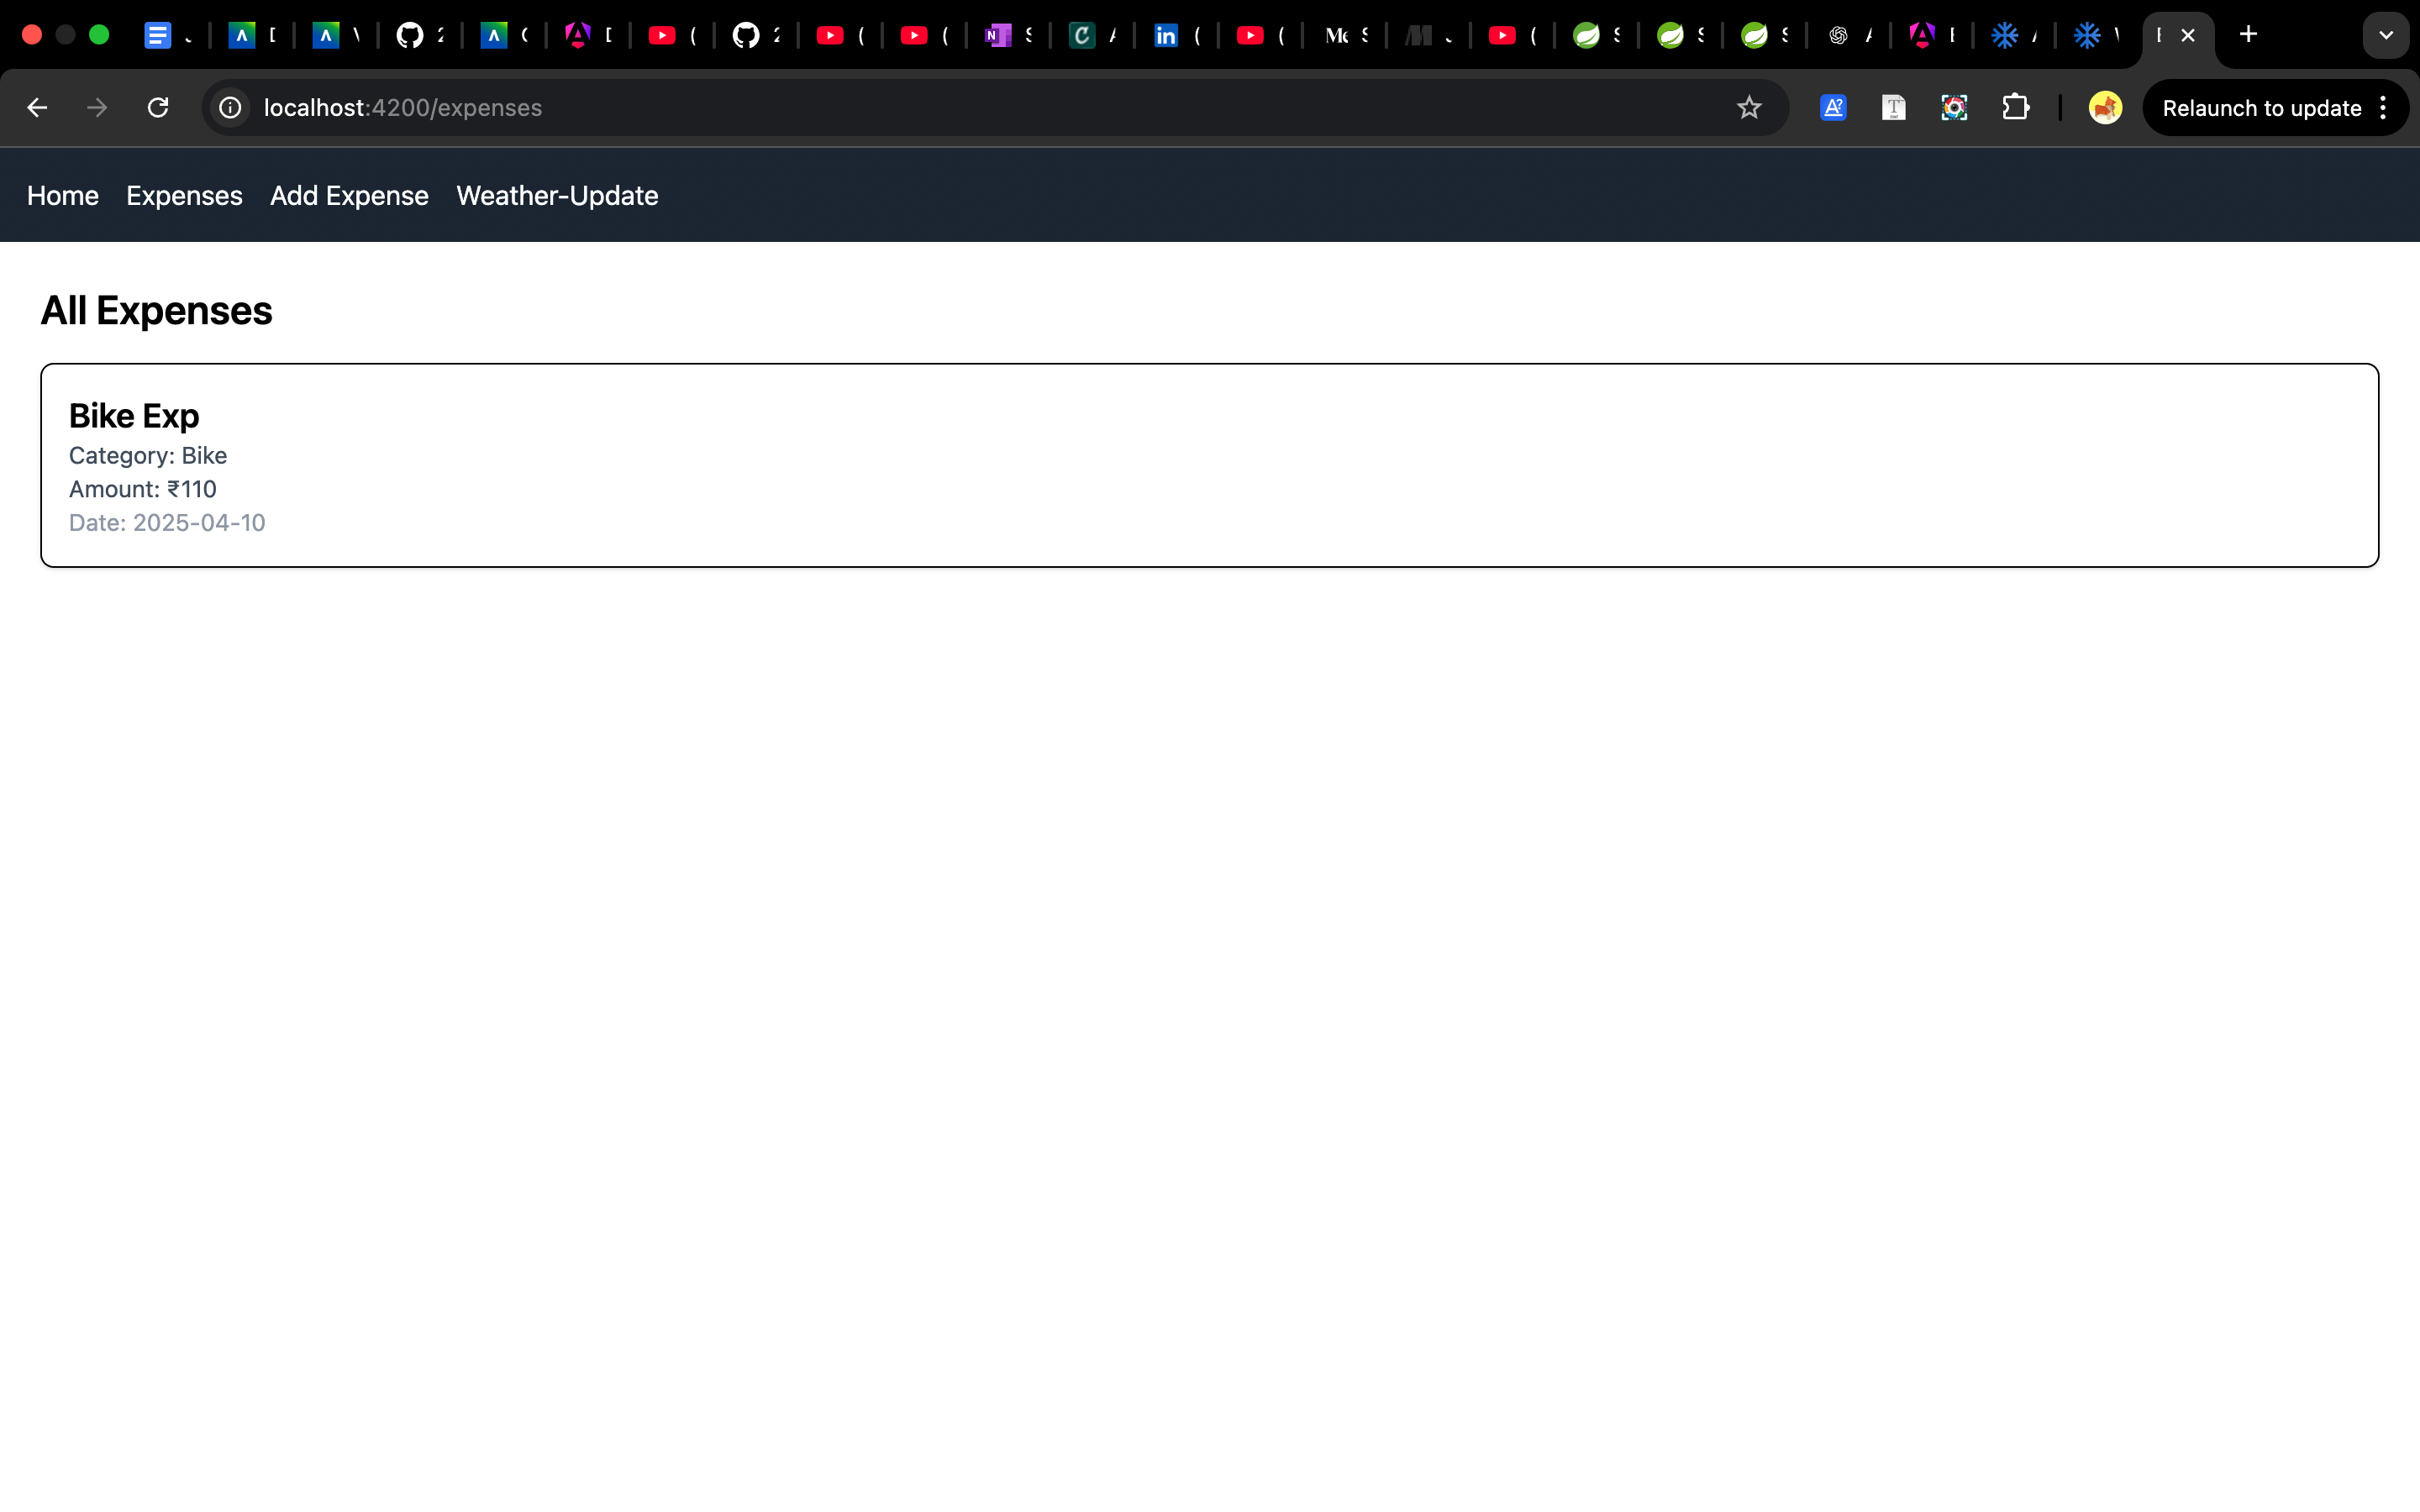 localhost:4200/expenses
Relaunch to update
Home Expenses Add Expense Weather-Update
All Expenses
Bike Exp
Category: Bike
Amount: ₹110
Date: 2025-04-10